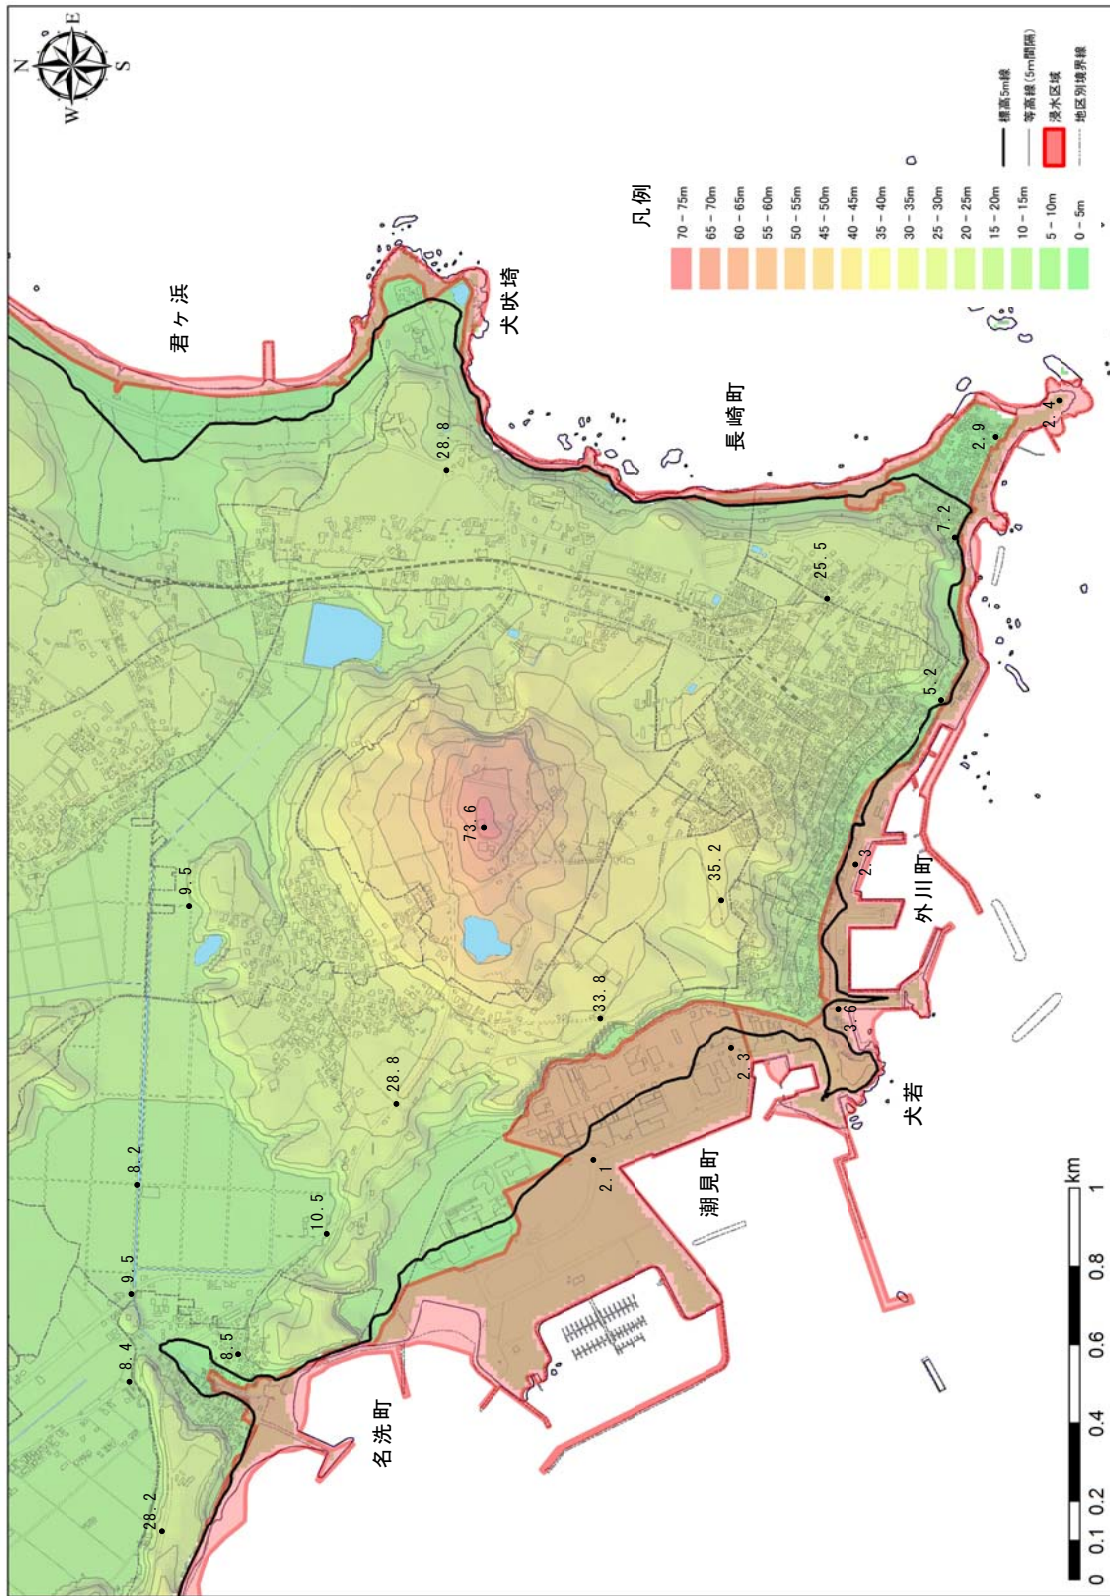 N
E
S
W
君ヶ浜
犬吠埼
長崎町
外川町
犬若
潮見町
名洗町
28.8
2.4
2.9
7.2
25.5
5.2
73.6
9.5
35.2
2.3
33.8
3.6
2.3
28.8
2.1
8.2
10.5
9.5
8.5
8.4
28.2
凡例
70 - 75m
65 - 70m
60 - 65m
55 - 60m
50 - 55m
45 - 50m
40 - 45m
35 - 40m
30 - 35m
25 - 30m
20 - 25m
15 - 20m
10 - 15m
5 - 10m
0 - 5m
標高5m線
等高線(5m間隔)
浸水区域
地区別境界線
0 0.1 0.2 0.4 0.6 0.8 1
km